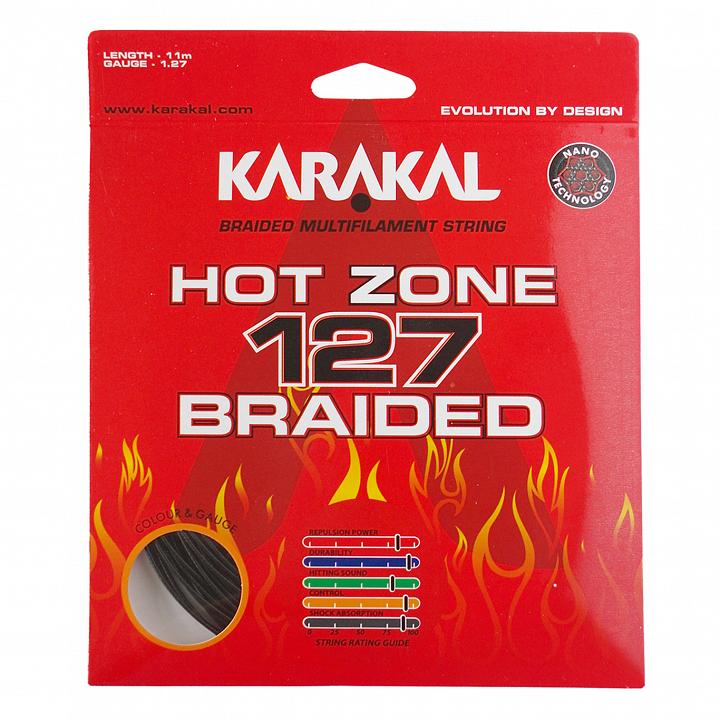 LENGTH - 11m
GAUGE - 1.27
www.karakal.com
EVOLUTION BY DESIGN
KARAKAL
NANO
TECHNOLOGY
BRAIDED MULTIFILAMENT STRING
HOT ZONE
127
BRAIDED
COLOUR & GAUGE
REPULSION POWER
DURABILITY
HITTING SOUND
CONTROL
SHOCK ABSORPTION
0 25 50 75 100
STRING RATING GUIDE